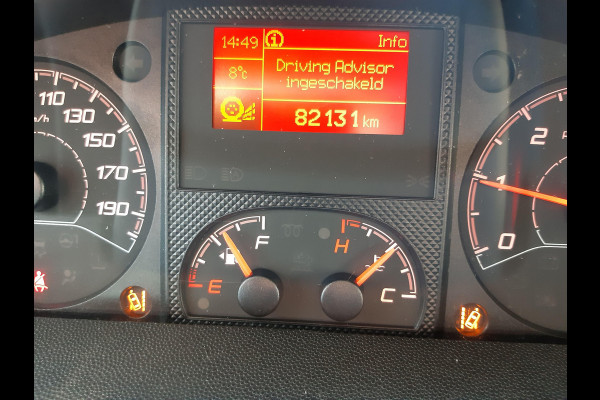 14:49
Info
8°c
Driving Advisor
ingeschakeld
82131 km
110
130
150
170
190
F
E
H
C
2
1
0